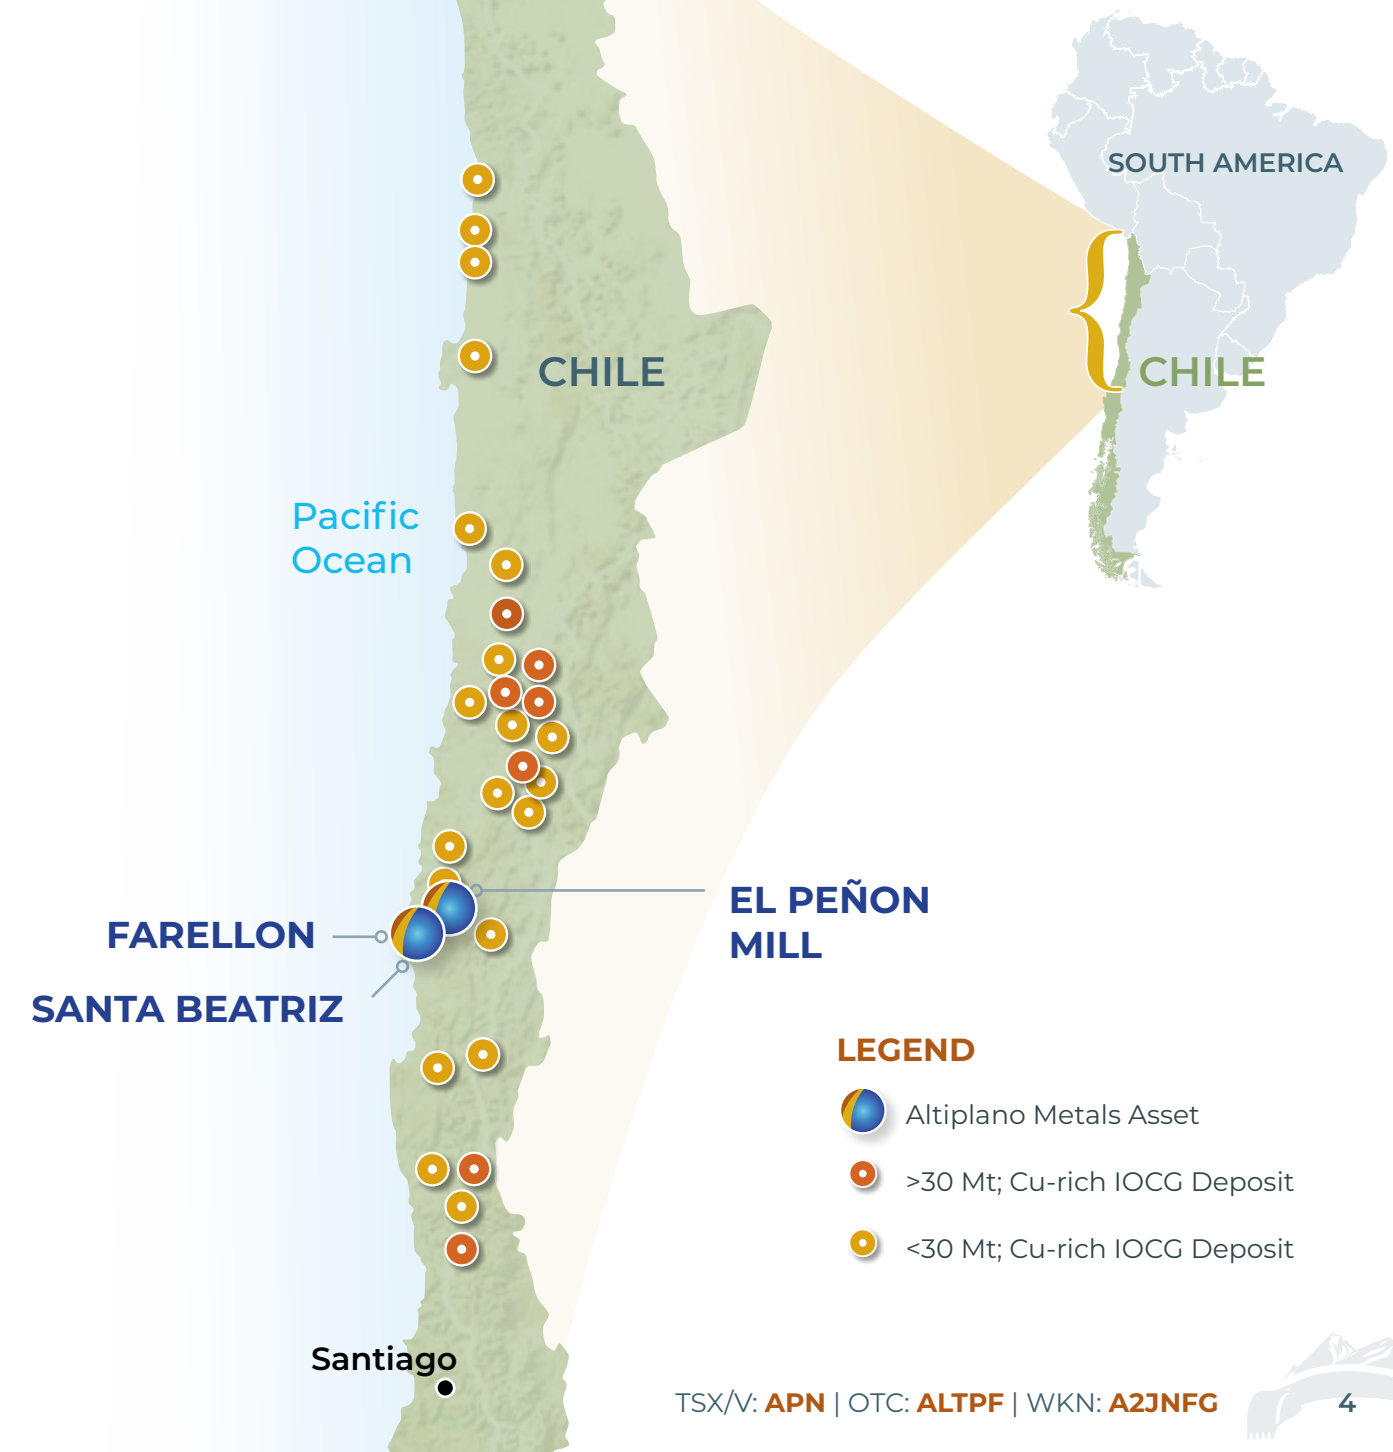 SOUTH AMERICA
CHILE
CHILE
Pacific
Ocean
EL PEÑON
MILL
FARELLON
SANTA BEATRIZ
LEGEND
Altiplano Metals Asset
>30 Mt; Cu-rich IOCG Deposit
<30 Mt; Cu-rich IOCG Deposit
Santiago
TSX/V: APN | OTC: ALTPF | WKN: A2JNFG
4